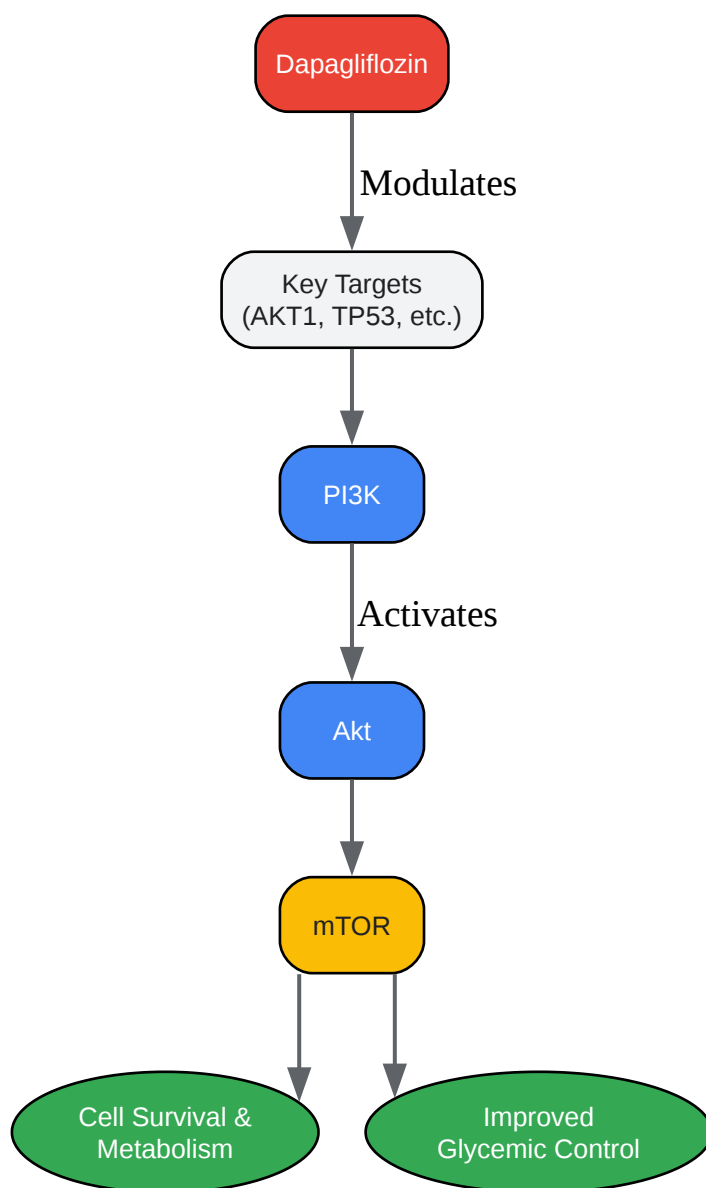 Dapagliflozin
Modulates
Key Targets
(AKT1, TP53, etc.)
PI3K
Activates
Akt
mTOR
Cell Survival &
Metabolism
Improved
Glycemic Control